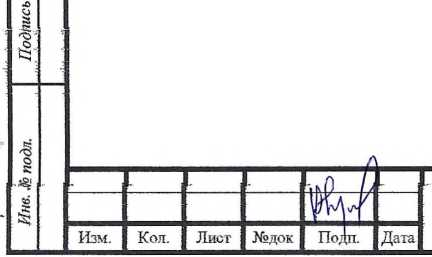 Подпись
Инв. № подл.
Изм. Кол. Лист №док Подп. Дата